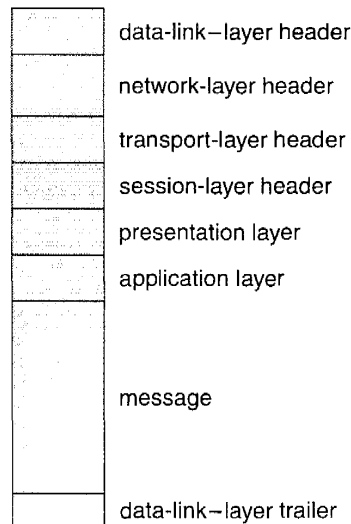 data-link–layer header
network-layer header
transport-layer header
session-layer header
presentation layer
application layer
message
data-link–layer trailer